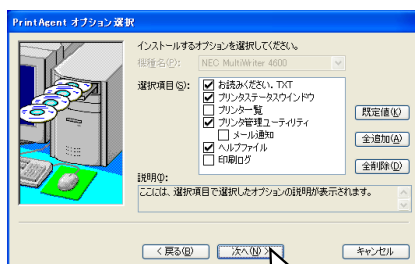 PrintAgent オプション選択
インストールするオプションを選択してください。
機種名(P): NEC MultiWriter 4600
選択項目(S):
お読みください.TXT
プリンタステータスウインドウ
プリンタ一覧
プリンタ管理ユーティリティ
メール通知
ヘルプファイル
印刷ログ
既定値(K)
全追加(A)
全削除(D)
説明(O):
ここには、選択項目で選択したオプションの説明が表示されます。
< 戻る(B)
次へ(N) >
キャンセル